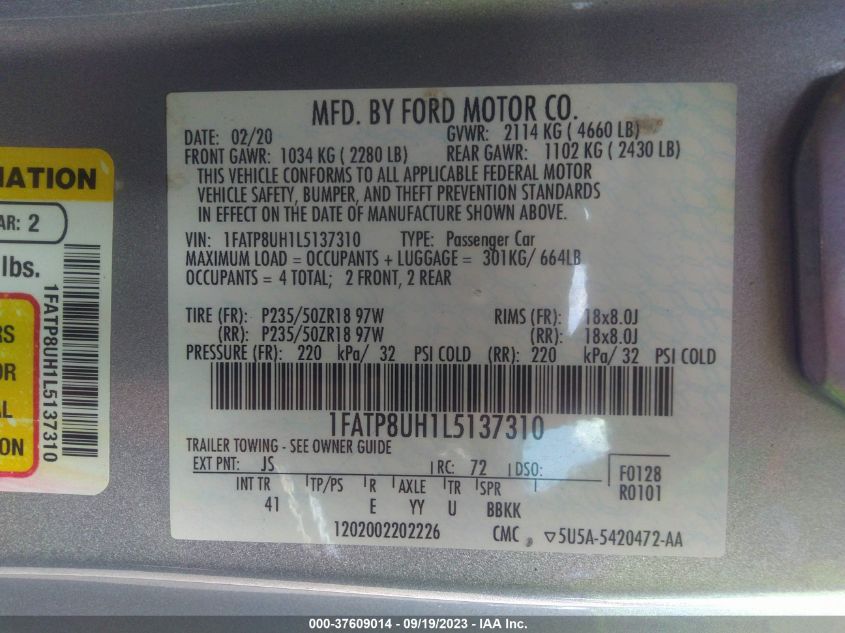 MFD. BY FORD MOTOR CO.
DATE: 02/20 GVWR: 2114 KG ( 4660 LB)
FRONT GAWR: 1034 KG ( 2280 LB) REAR GAWR: 1102 KG ( 2430 LB)
THIS VEHICLE CONFORMS TO ALL APPLICABLE FEDERAL MOTOR
VEHICLE SAFETY, BUMPER, AND THEFT PREVENTION STANDARDS
IN EFFECT ON THE DATE OF MANUFACTURE SHOWN ABOVE.
VIN: 1FATP8UH1L5137310 TYPE: Passenger Car
MAXIMUM LOAD = OCCUPANTS + LUGGAGE = 301KG/ 664LB
OCCUPANTS = 4 TOTAL; 2 FRONT, 2 REAR
TIRE (FR): P235/50ZR18 97W RIMS (FR): 18x8.0J
(RR): P235/50ZR18 97W (RR): 18x8.0J
PRESSURE (FR): 220 kPa/ 32 PSI COLD (RR): 220 kPa/ 32 PSI COLD
1FATP8UH1L5137310
TRAILER TOWING - SEE OWNER GUIDE
EXT PNT: JS RC: 72 DSO: F0128
R0101
INT TR TP/PS R AXLE TR SPR
41 E YY U BBKK
1202002202226 CMC , ▽5U5A-5420472-AA
MATION
AR: 2
lbs.
RS
OR
AL
ON
1FATP8UH1L5137310
000-37609014 - 09/19/2023 - IAA Inc.